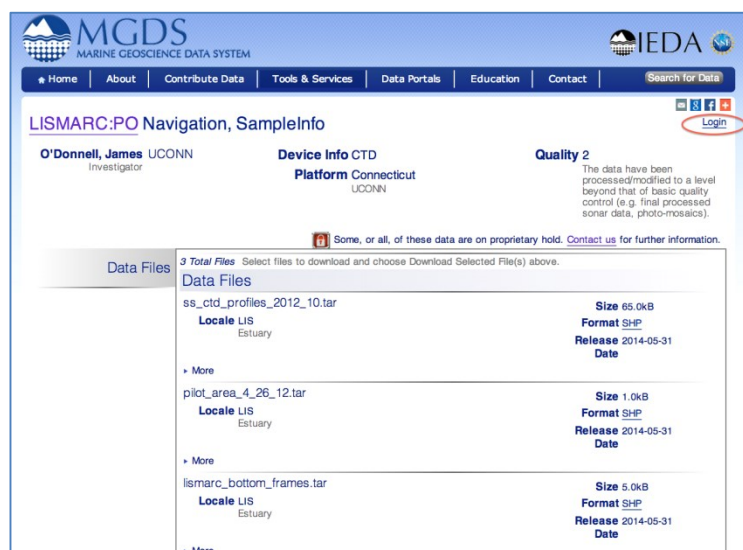 MGDS
MARINE GEOSCIENCE DATA SYSTEM
IEDA
NSF
Home About Contribute Data Tools & Services Data Portals Education Contact Search for Data
Login
LISMARC:PO Navigation, SampleInfo
O'Donnell, James UCONN
Investigator
Device Info CTD
Platform Connecticut
UCONN
Quality 2
The data have been
processed/modified to a level
beyond that of basic quality
control (e.g. final processed
sonar data, photo-mosaics).
Some, or all, of these data are on proprietary hold. Contact us for further information.
Data Files
3 Total Files Select files to download and choose Download Selected File(s) above.
Data Files
ss_ctd_profiles_2012_10.tar
Locale LIS
Estuary
Size 65.0kB
Format SHP
Release 2014-05-31
Date
More
pilot_area_4_26_12.tar
Locale LIS
Estuary
Size 1.0kB
Format SHP
Release 2014-05-31
Date
More
lismarc_bottom_frames.tar
Locale LIS
Estuary
Size 5.0kB
Format SHP
Release 2014-05-31
Date
More